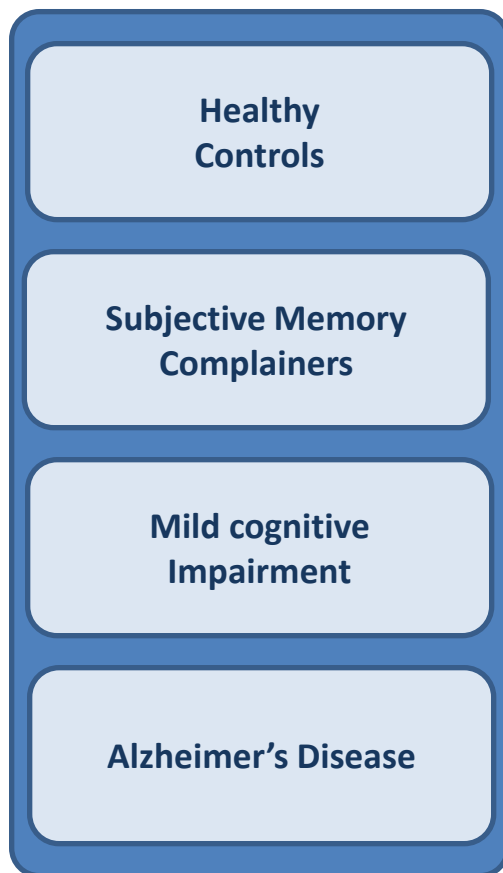 Healthy
Controls
Subjective Memory
Complainers
Mild cognitive
Impairment
Alzheimer’s Disease